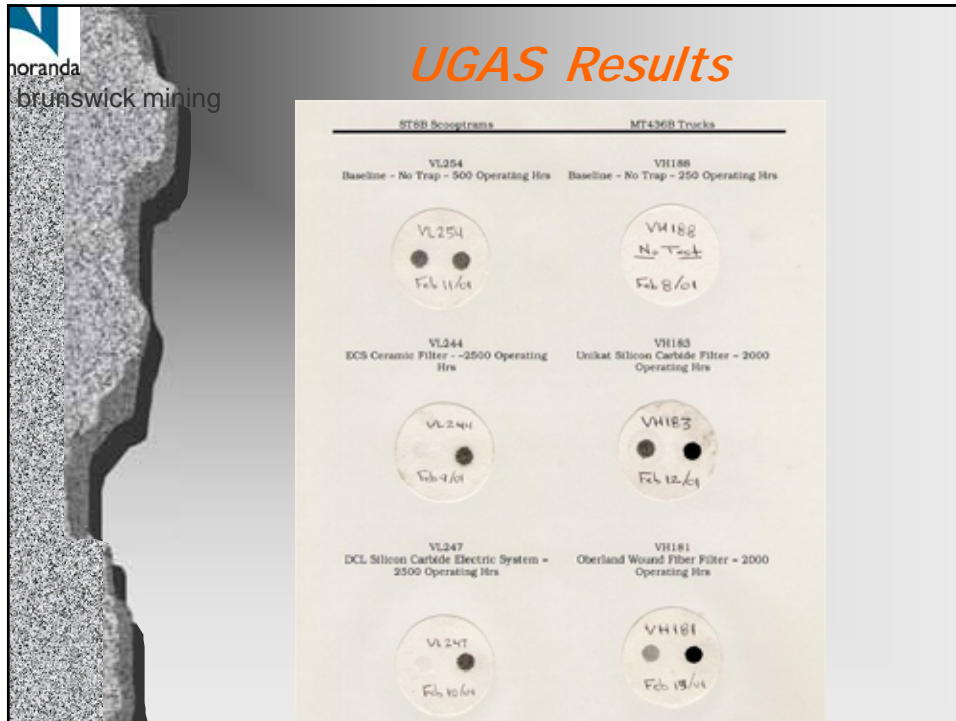 UGAS Results
noranda
brunswick mining
ST8B Scooptrams
MT436B Trucks
VL254
Baseline – No Trap – 500 Operating Hrs
VH188
Baseline – No Trap – 250 Operating Hrs
VL254
Feb 11/01
VH188
No Test
Feb 8/01
VL244
ECS Ceramic Filter - ~2500 Operating
Hrs
VH183
Unikat Silicon Carbide Filter ~ 2000
Operating Hrs
VL244
Feb 9/01
VH183
Feb 12/01
VL247
DCL Silicon Carbide Electric System ~
2500 Operating Hrs
VH181
Oberland Wound Fiber Filter ~ 2000
Operating Hrs
VL247
Feb 10/01
VH181
Feb 13/01